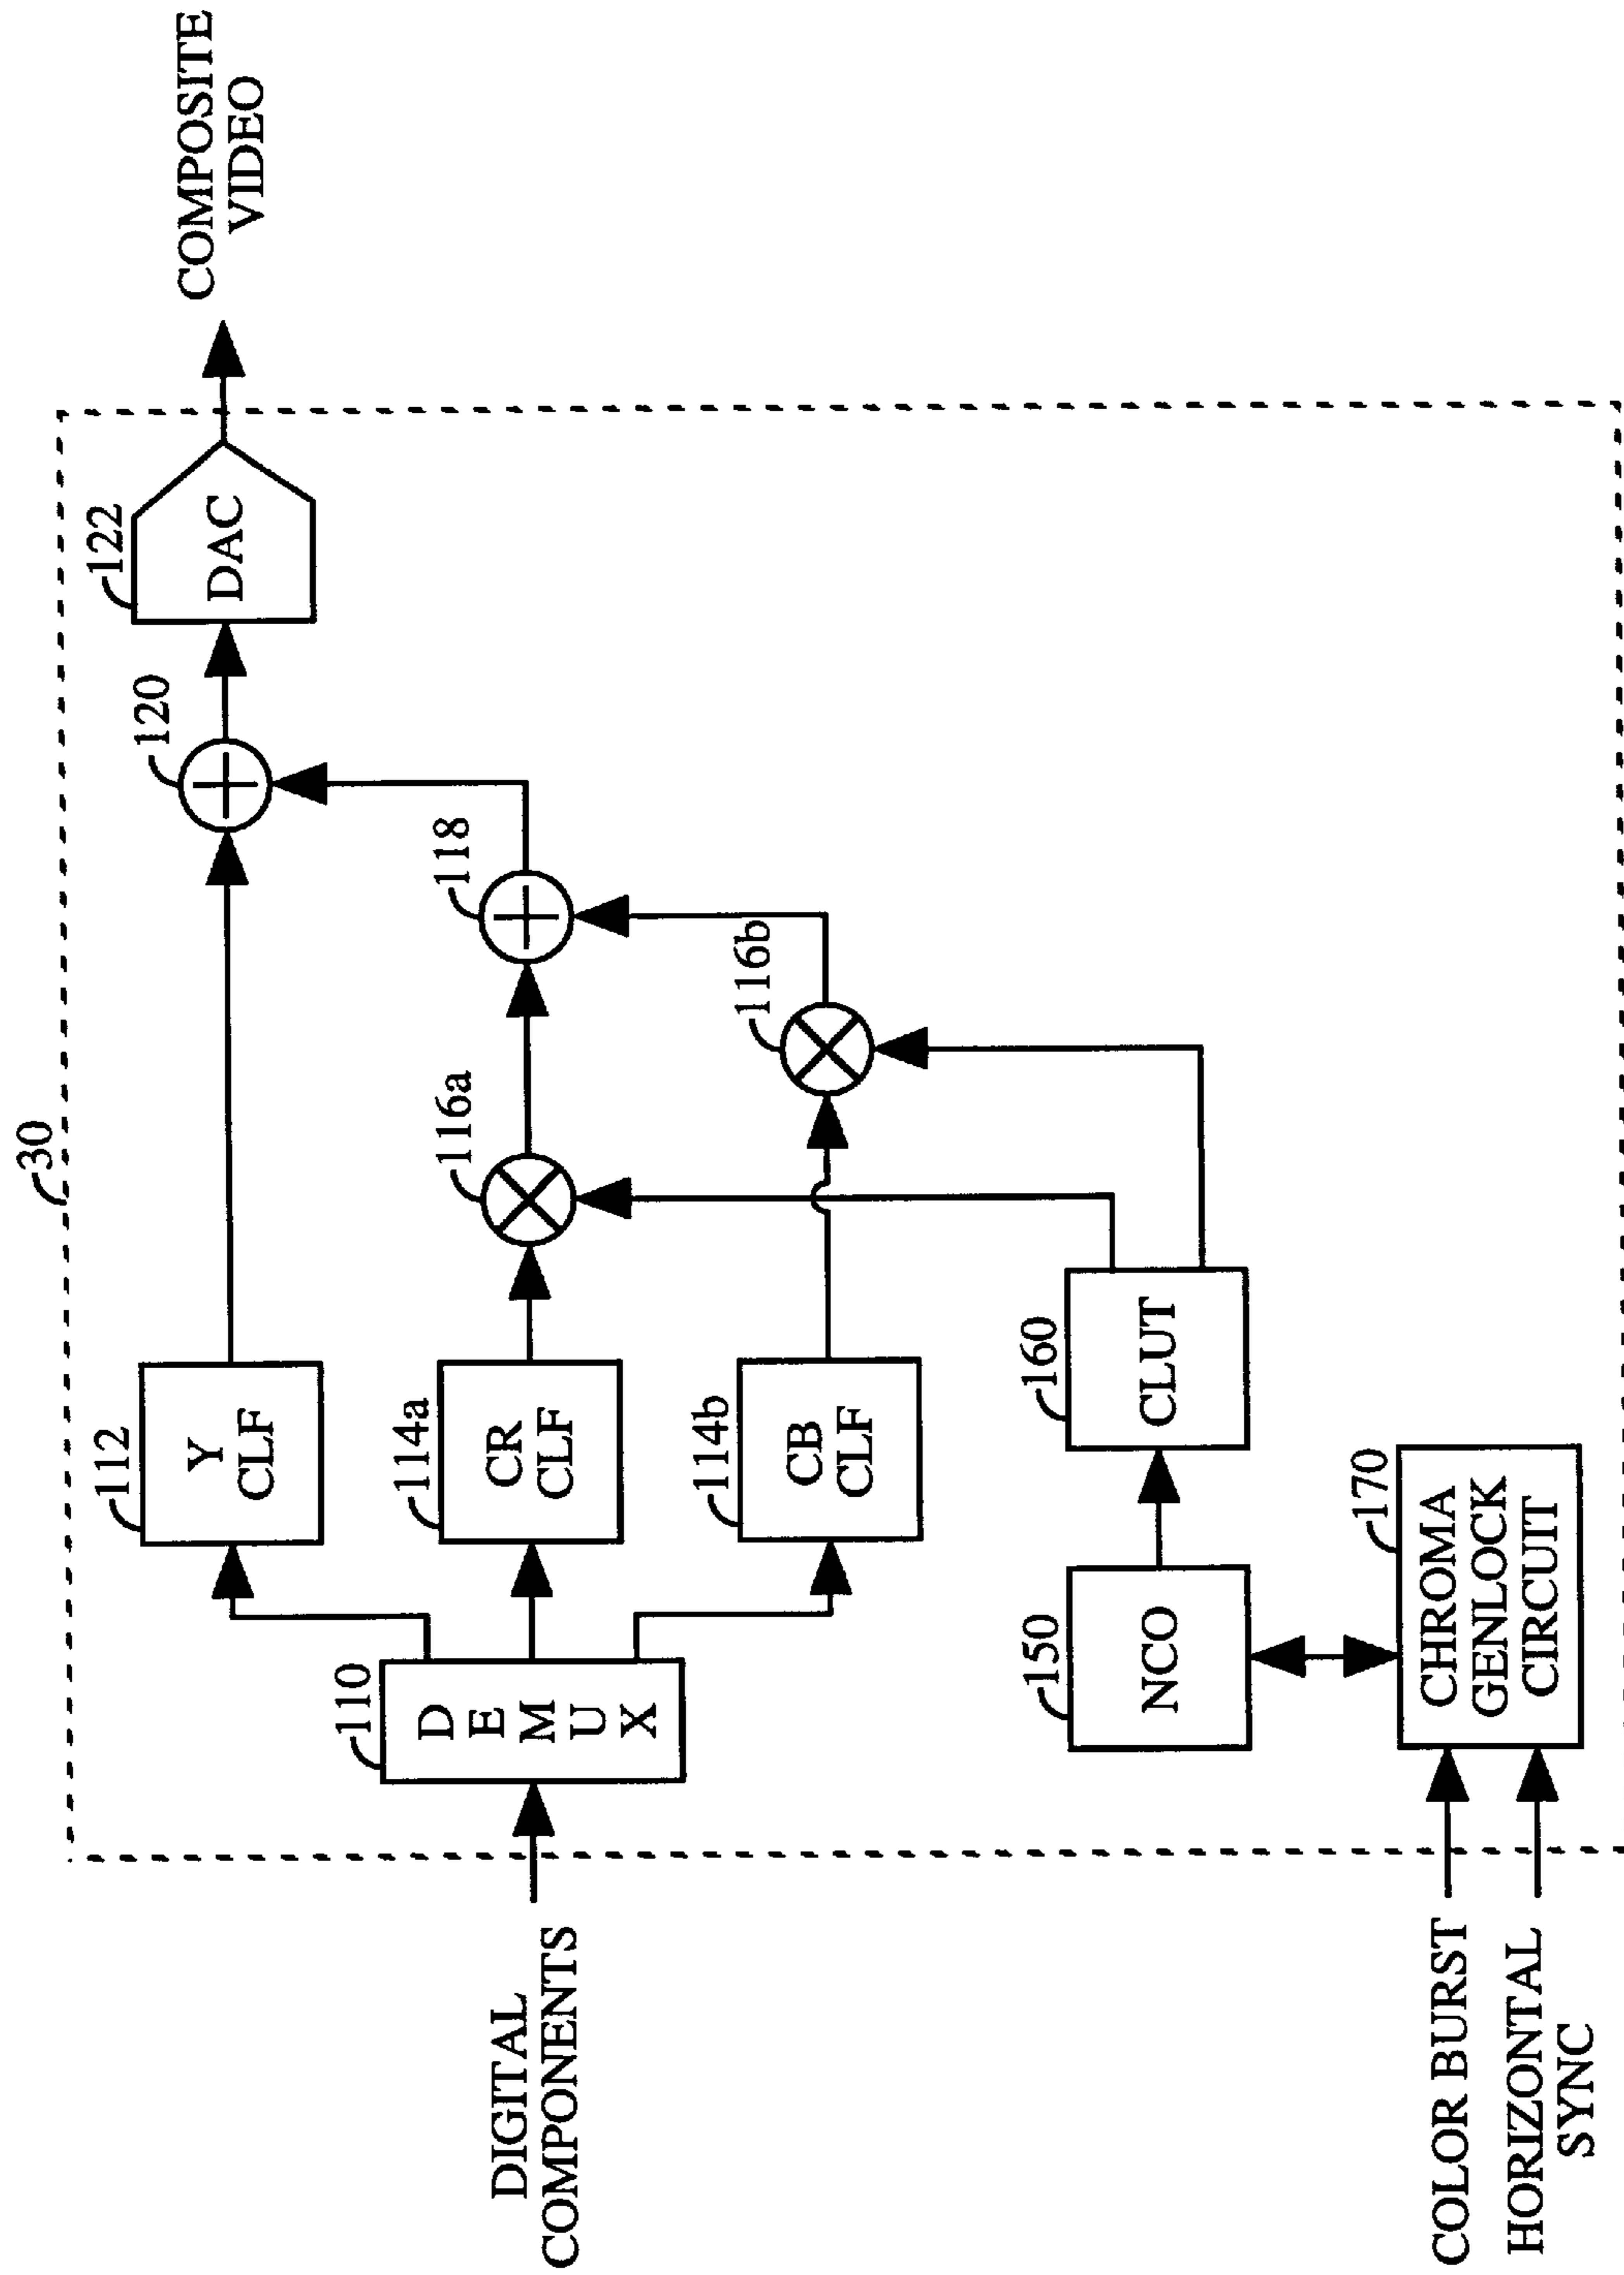 30
DIGITAL
COMPONENTS
110
D
E
M
U
X
112
Y
CLF
114a
CR
CLF
114b
CB
CLF
116a
116b
118
120
122
DAC
COMPOSITE
VIDEO
150
NCO
160
CLUT
170
CHROMA
GENLOCK
CIRCUIT
COLOR BURST
HORIZONTAL
SYNC